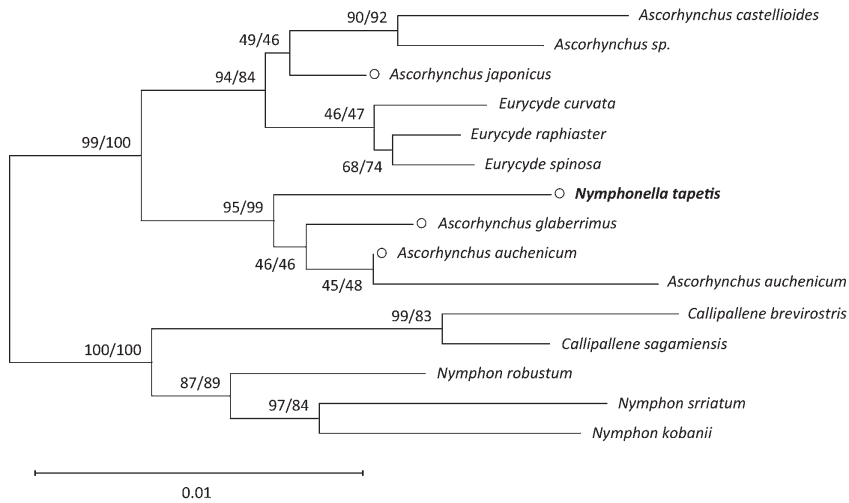 90/92
Ascorhynchus castellioides
49/46
Ascorhynchus sp.
94/84
Ascorhynchus japonicus
46/47
Eurycyde curvata
99/100
Eurycyde raphiaster
68/74
Eurycyde spinosa
95/99
Nymphonella tapetis
Ascorhynchus glaberrimus
46/46
Ascorhynchus auchenicum
45/48
Ascorhynchus auchenicum
99/83
Callipallene brevirostris
100/100
Callipallene sagamiensis
87/89
Nymphon robustum
97/84
Nymphon srriatum
Nymphon kobanii
0.01